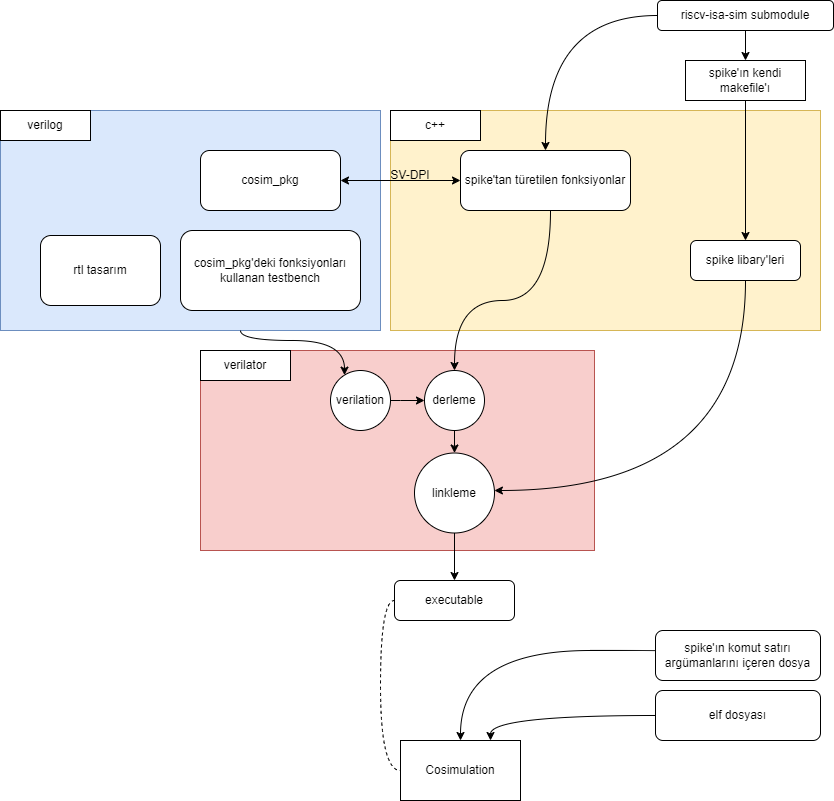 riscv-isa-sim submodule
spike'ın kendi
makefile'ı
verilog
c++
cosim_pkg
SV-DPI
spike'tan türetilen fonksiyonlar
rtl tasarım
cosim_pkg'deki fonksiyonları
kullanan testbench
spike libary'leri
verilator
verilation
derleme
linkleme
executable
spike'ın komut satırı
argümanlarını içeren dosya
elf dosyası
Cosimulation